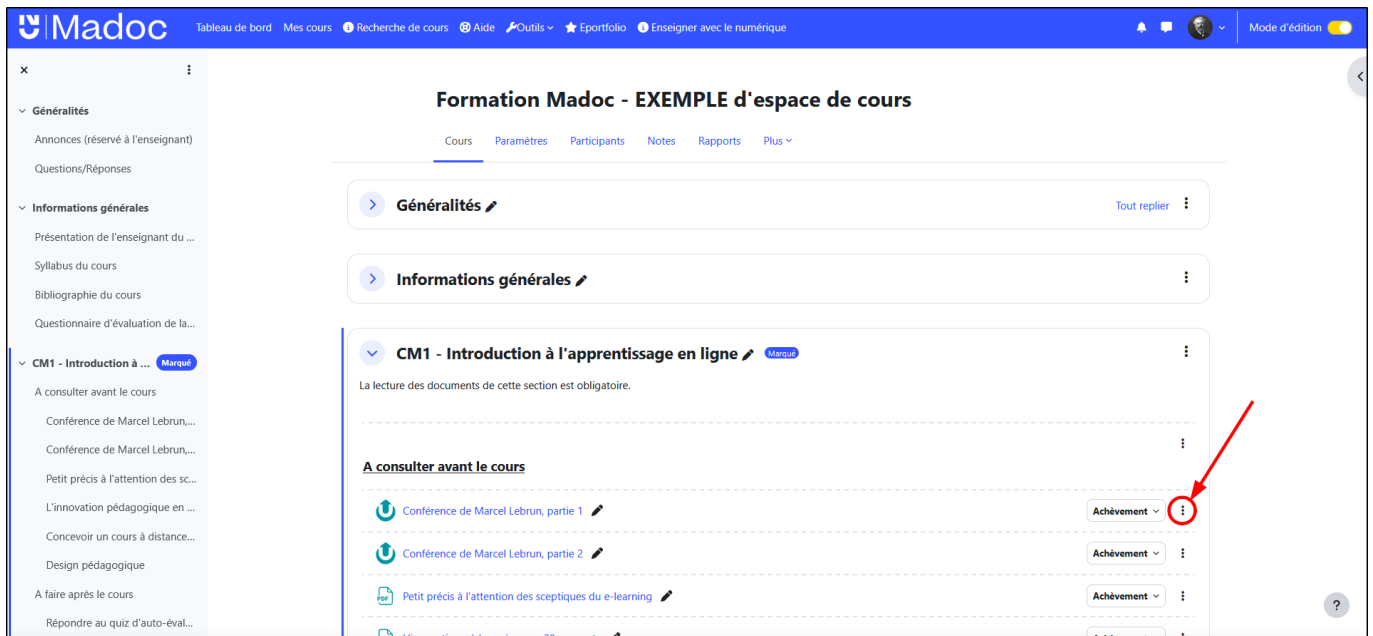 Madoc
Tableau de bord Mes cours Recherche de cours Aide Outils Eportfolio Enseigner avec le numérique
Mode d'édition
Généralités
Annonces (réservé à l'enseignant)
Questions/Réponses
Informations générales
Présentation de l'enseignant du ...
Syllabus du cours
Bibliographie du cours
Questionnaire d'évaluation de la...
CM1 - Introduction à ... Marqué
A consulter avant le cours
Conférence de Marcel Lebrun,...
Conférence de Marcel Lebrun,...
Petit précis à l'attention des sc...
L'innovation pédagogique en ...
Concevoir un cours à distance...
Design pédagogique
A faire après le cours
Répondre au quiz d'auto-éval...
Formation Madoc - EXEMPLE d'espace de cours
Cours Paramètres Participants Notes Rapports Plus
Généralités Tout replier
Informations générales
CM1 - Introduction à l'apprentissage en ligne Marqué
La lecture des documents de cette section est obligatoire.
A consulter avant le cours
Conférence de Marcel Lebrun, partie 1 Achèvement
Conférence de Marcel Lebrun, partie 2 Achèvement
PDF Petit précis à l'attention des sceptiques du e-learning Achèvement
?